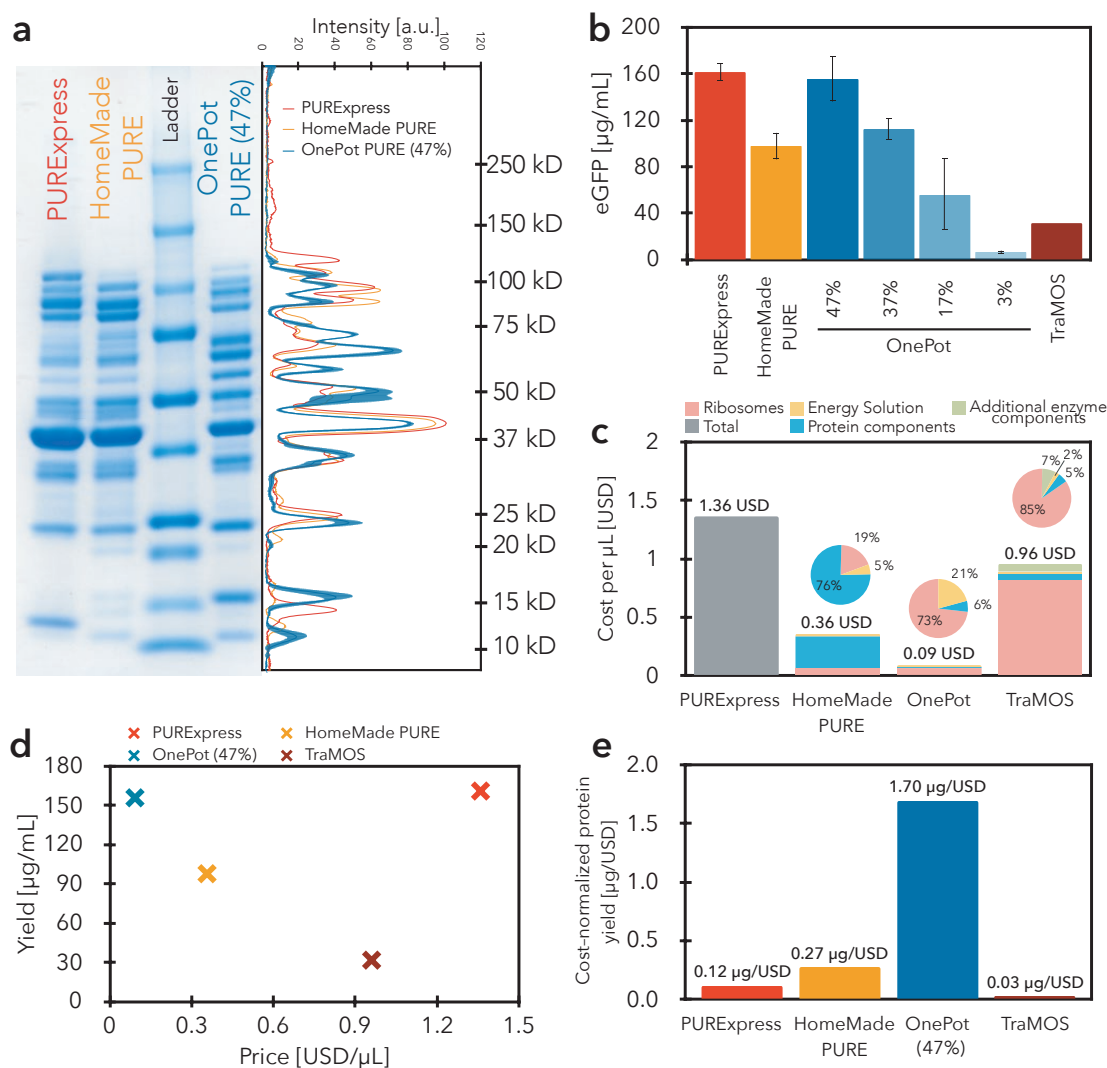 a
Intensity [a.u.]
0
20
40
60
80
100
120
PURExpress
HomeMade
PURE
Ladder
OnePot
PURE (47%)
PURExpress
HomeMade PURE
OnePot PURE (47%)
250 kD
150 kD
100 kD
75 kD
50 kD
37 kD
25 kD
20 kD
15 kD
10 kD
b
eGFP [µg/mL]
160
120
80
40
0
PURExpress
HomeMade
PURE
47%
37%
17%
3%
OnePot
TraMOS
Ribosomes
Energy Solution
Additional enzyme
components
Total
Protein components
c
Cost per µL [USD]
2
1.5
1
0.5
0
1.36 USD
19%
5%
76%
0.36 USD
21%
6%
73%
0.09 USD
7%
2%
5%
85%
0.96 USD
PURExpress
HomeMade
PURE
OnePot
TraMOS
d
PURExpress
HomeMade PURE
OnePot (47%)
TraMOS
Yield [µg/mL]
180
150
120
90
60
30
0
0
0.3
0.6
0.9
1.2
1.5
Price [USD/µL]
e
Cost-normalized protein
yield [µg/USD]
2.0
1.5
1.0
0.5
0.0
0.12 µg/USD
0.27 µg/USD
1.70 µg/USD
0.03 µg/USD
PURExpress
HomeMade
PURE
OnePot
(47%)
TraMOS